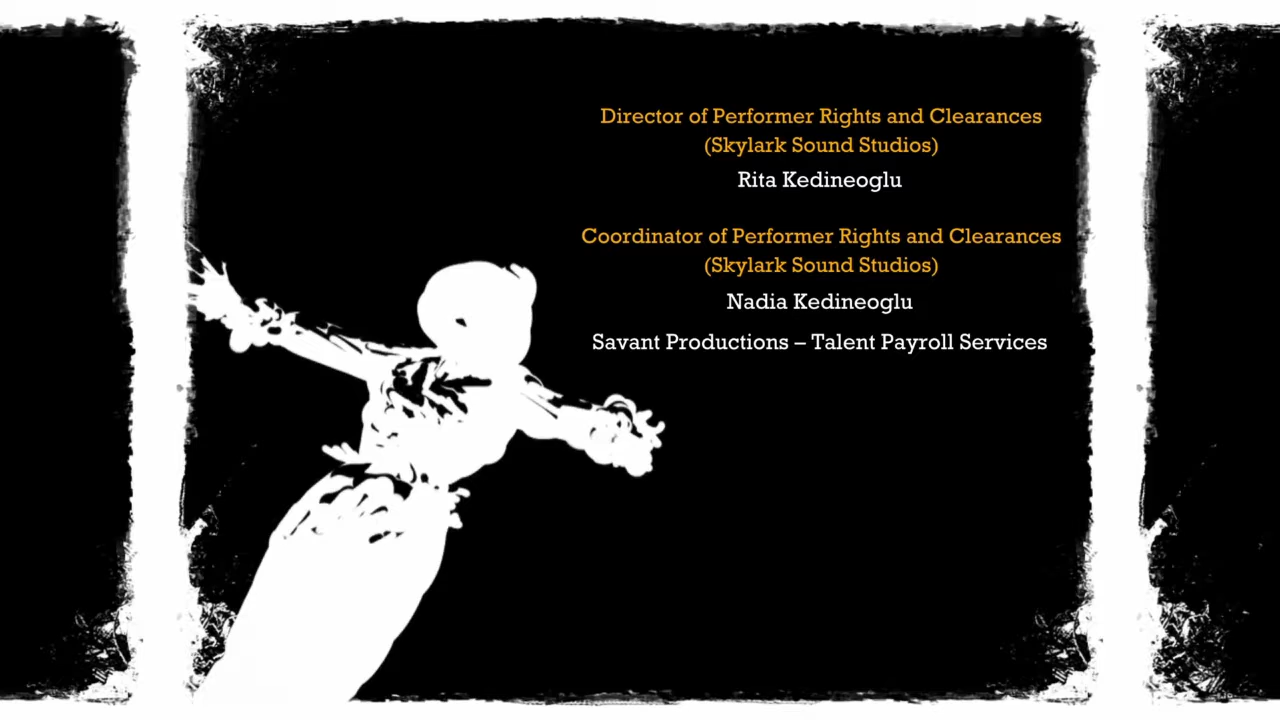 Director of Performer Rights and Clearances
(Skylark Sound Studios)
Rita Kedineoglu
Coordinator of Performer Rights and Clearances
(Skylark Sound Studios)
Nadia Kedineoglu
Savant Productions – Talent Payroll Services